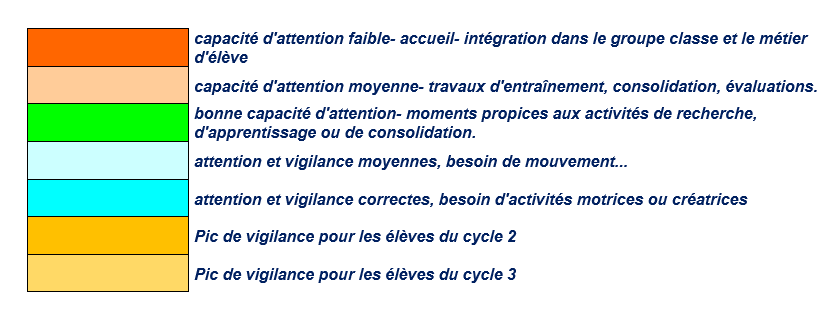 capacité d'attention faible- accueil- intégration dans le groupe classe et le métier
d'élève
capacité d'attention moyenne- travaux d'entraînement, consolidation, évaluations.
bonne capacité d'attention- moments propices aux activités de recherche,
d'apprentissage ou de consolidation.
attention et vigilance moyennes, besoin de mouvement...
attention et vigilance correctes, besoin d'activités motrices ou créatrices
Pic de vigilance pour les élèves du cycle 2
Pic de vigilance pour les élèves du cycle 3